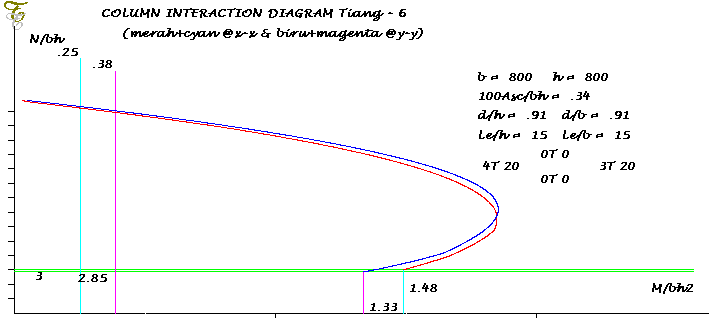 COLUMN INTERACTION DIAGRAM Tiang - 6
(merah+cyan @x-x & biru+magenta @y-y)
N/bh
.25
.38
b = 800 h = 800
100Asc/bh = .34
d/h = .91 d/b = .91
Le/h = 15 Le/b = 15
0T 0
4T 20 3T 20
0T 0
3
2.85
1.48
M/bh2
1.33